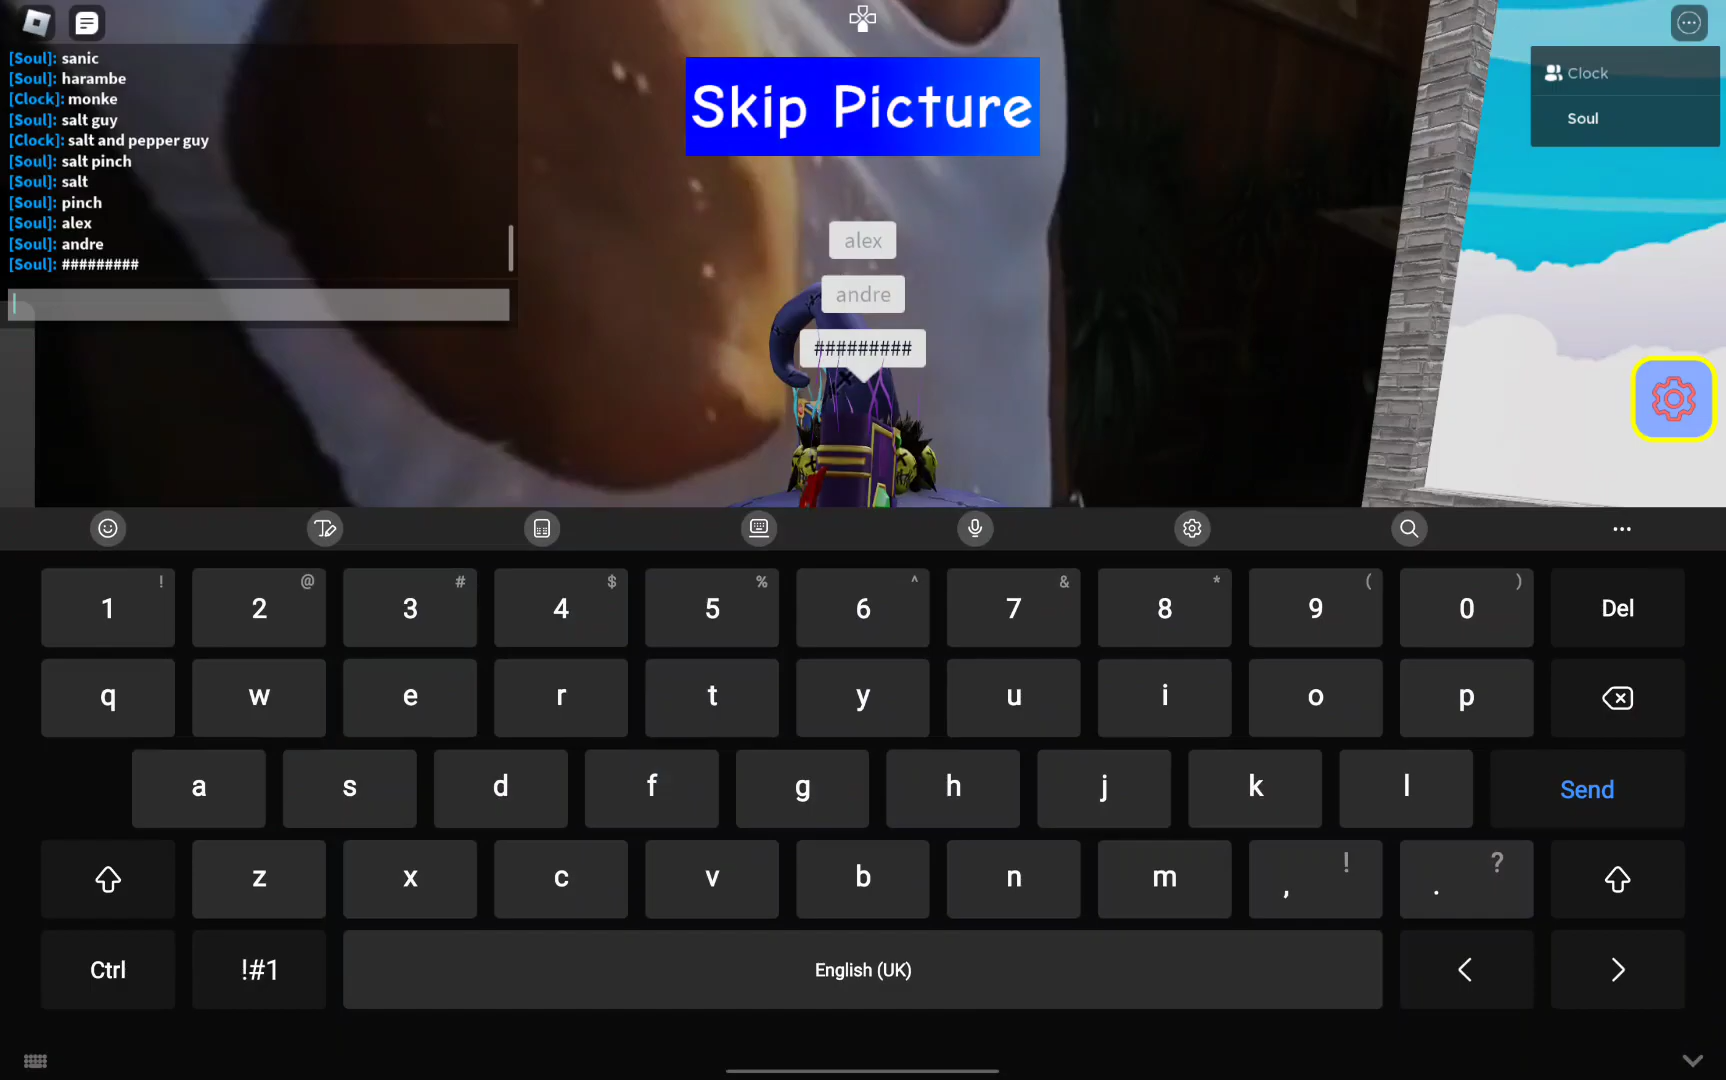 [Soul]: sanic
[Soul]: harambe
[Clock]: monke
[Soul]: salt guy
[Clock]: salt and pepper guy
[Soul]: salt pinch
[Soul]: salt
[Soul]: pinch
[Soul]: alex
[Soul]: andre
[Soul]: #########
Skip Picture
Clock
Soul
alex
andre
#########
! @ # $ % ^ & * ( )
1 2 3 4 5 6 7 8 9 0 Del
q w e r t y u i o p
a s d f g h j k l Send
! ?
z x c v b n m , .
Ctrl !#1 English (UK) < >